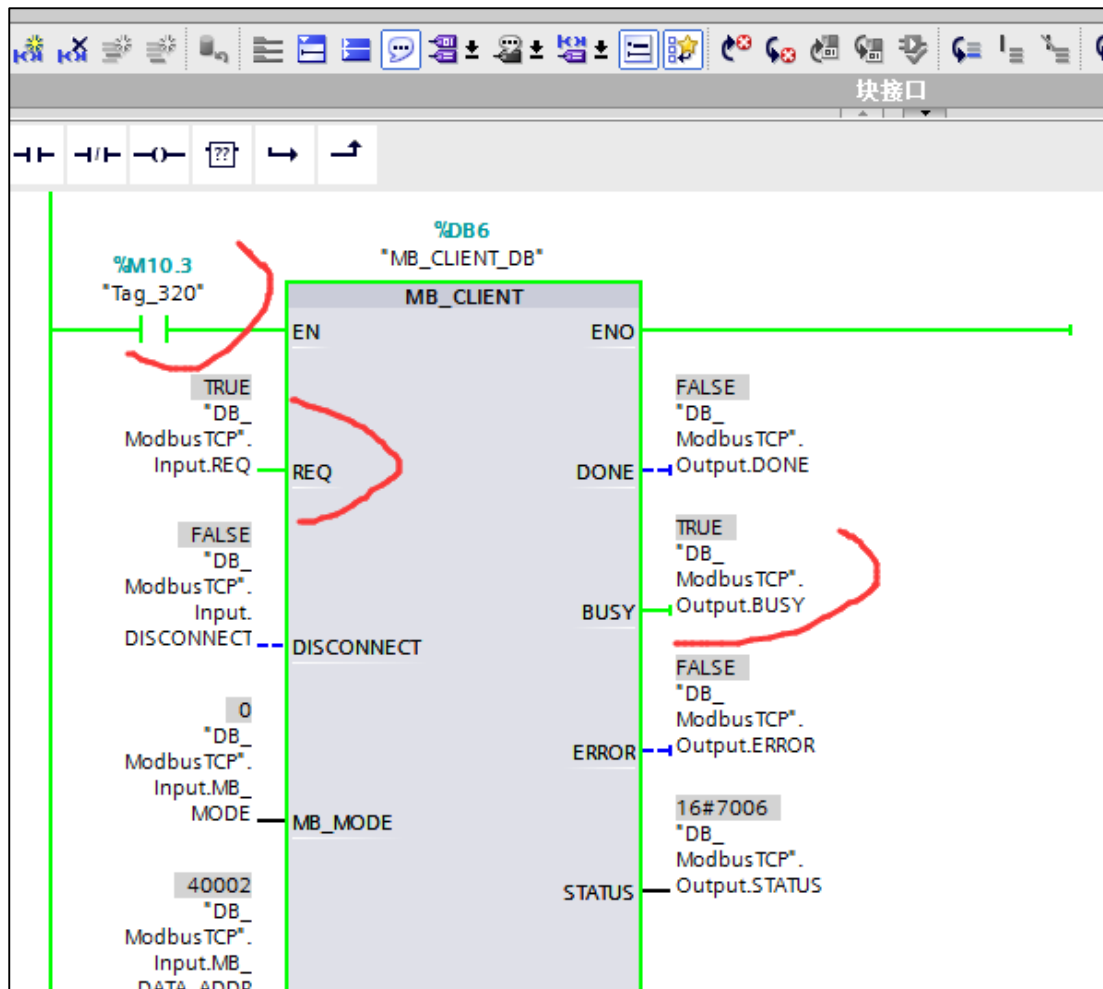 块接口
??
%DB6
"MB_CLIENT_DB"
%M10.3
"Tag_320"
MB_CLIENT
EN
ENO
TRUE
"DB_
ModbusTCP".
Input.REQ
REQ
FALSE
"DB_
ModbusTCP".
Output.DONE
DONE
FALSE
"DB_
ModbusTCP".
Input.
DISCONNECT
DISCONNECT
TRUE
"DB_
ModbusTCP".
Output.BUSY
BUSY
FALSE
"DB_
ModbusTCP".
Output.ERROR
ERROR
0
"DB_
ModbusTCP".
Input.MB_
MODE
MB_MODE
16#7006
"DB_
ModbusTCP".
Output.STATUS
STATUS
40002
"DB_
ModbusTCP".
Input.MB_
DATA_ADDR